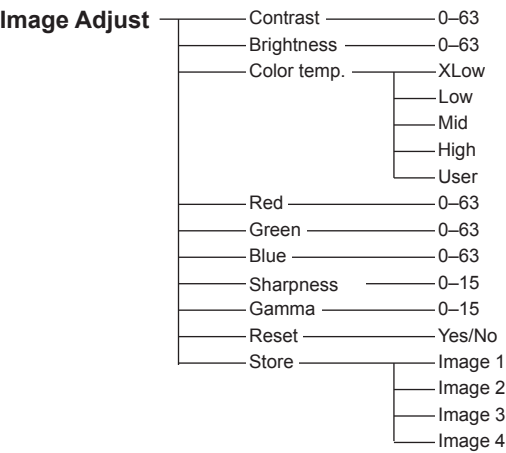 Image Adjust Contrast 0–63
Brightness 0–63
Color temp. XLow
Low
Mid
High
User
Red 0–63
Green 0–63
Blue 0–63
Sharpness 0–15
Gamma 0–15
Reset Yes/No
Store Image 1
Image 2
Image 3
Image 4